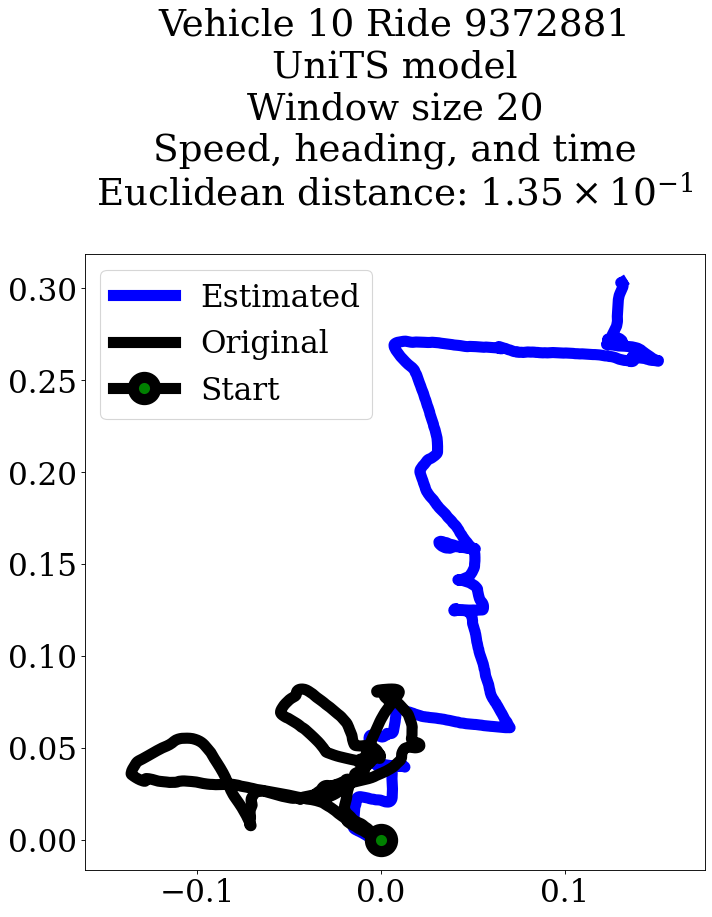 Vehicle 10 Ride 9372881
UniTS model
Window size 20
Speed, heading, and time
Euclidean distance: 1.35 × 10⁻¹
Estimated
Original
Start
0.30
0.25
0.20
0.15
0.10
0.05
0.00
−0.1
0.0
0.1